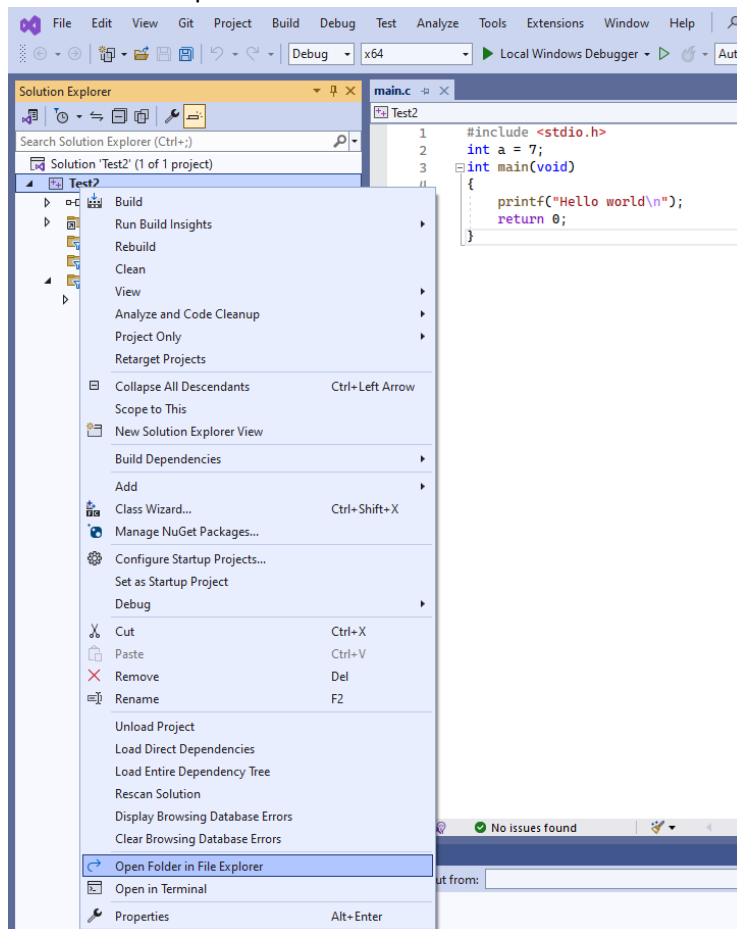 File Edit View Git Project Build Debug Test Analyze Tools Extensions Window Help
Debug x64 Local Windows Debugger Aut
Solution Explorer
Search Solution Explorer (Ctrl+;)
Solution 'Test2' (1 of 1 project)
Test2
Build
Run Build Insights
Rebuild
Clean
View
Analyze and Code Cleanup
Project Only
Retarget Projects
Collapse All Descendants Ctrl+Left Arrow
Scope to This
New Solution Explorer View
Build Dependencies
Add
Class Wizard... Ctrl+Shift+X
Manage NuGet Packages...
Configure Startup Projects...
Set as Startup Project
Debug
Cut Ctrl+X
Paste Ctrl+V
Remove Del
Rename F2
Unload Project
Load Direct Dependencies
Load Entire Dependency Tree
Rescan Solution
Display Browsing Database Errors
Clear Browsing Database Errors
Open Folder in File Explorer
Open in Terminal
Properties Alt+Enter
main.c
Test2
1 #include <stdio.h>
2 int a = 7;
3 int main(void)
{
5 printf("Hello world\n");
6 return 0;
7 }
No issues found
ut from: